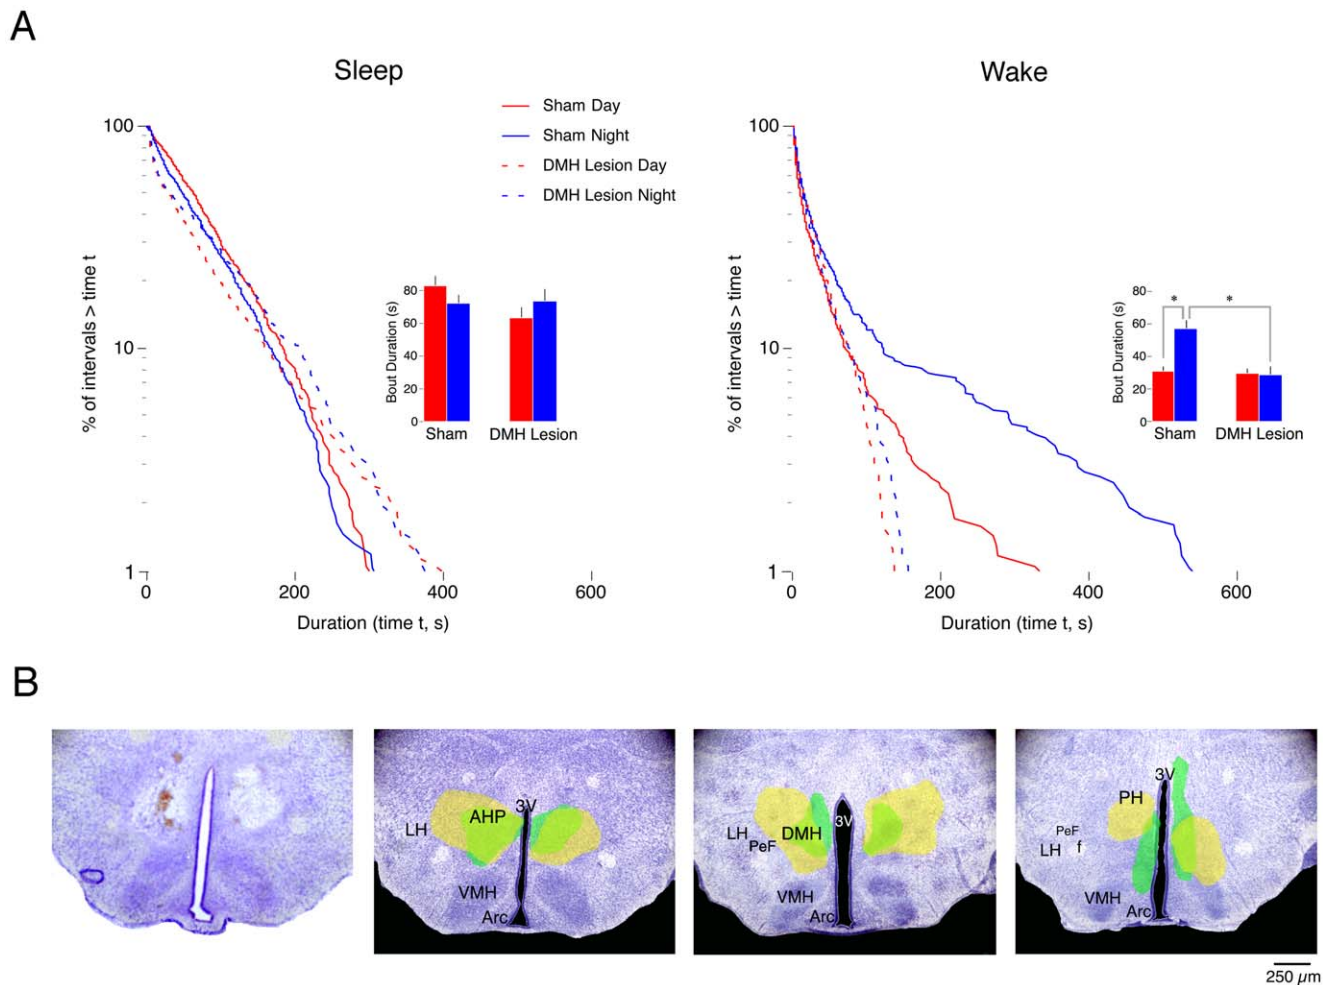 A
Sleep
Wake
Sham Day
Sham Night
DMH Lesion Day
DMH Lesion Night
100
10
1
% of intervals > time t
0 200 400 600
Duration (time t, s)
Bout Duration (s)
80
60
40
20
0
Sham DMH Lesion
100
10
1
% of intervals > time t
0 200 400 600
Duration (time t, s)
Bout Duration (s)
80
60
40
20
0
* *
Sham DMH Lesion
B
3V
AHP
LH
VMH
Arc
3V
LH DMH
PeF
VMH
Arc
3V
PH
PeF
LH f
VMH
Arc
250 µm